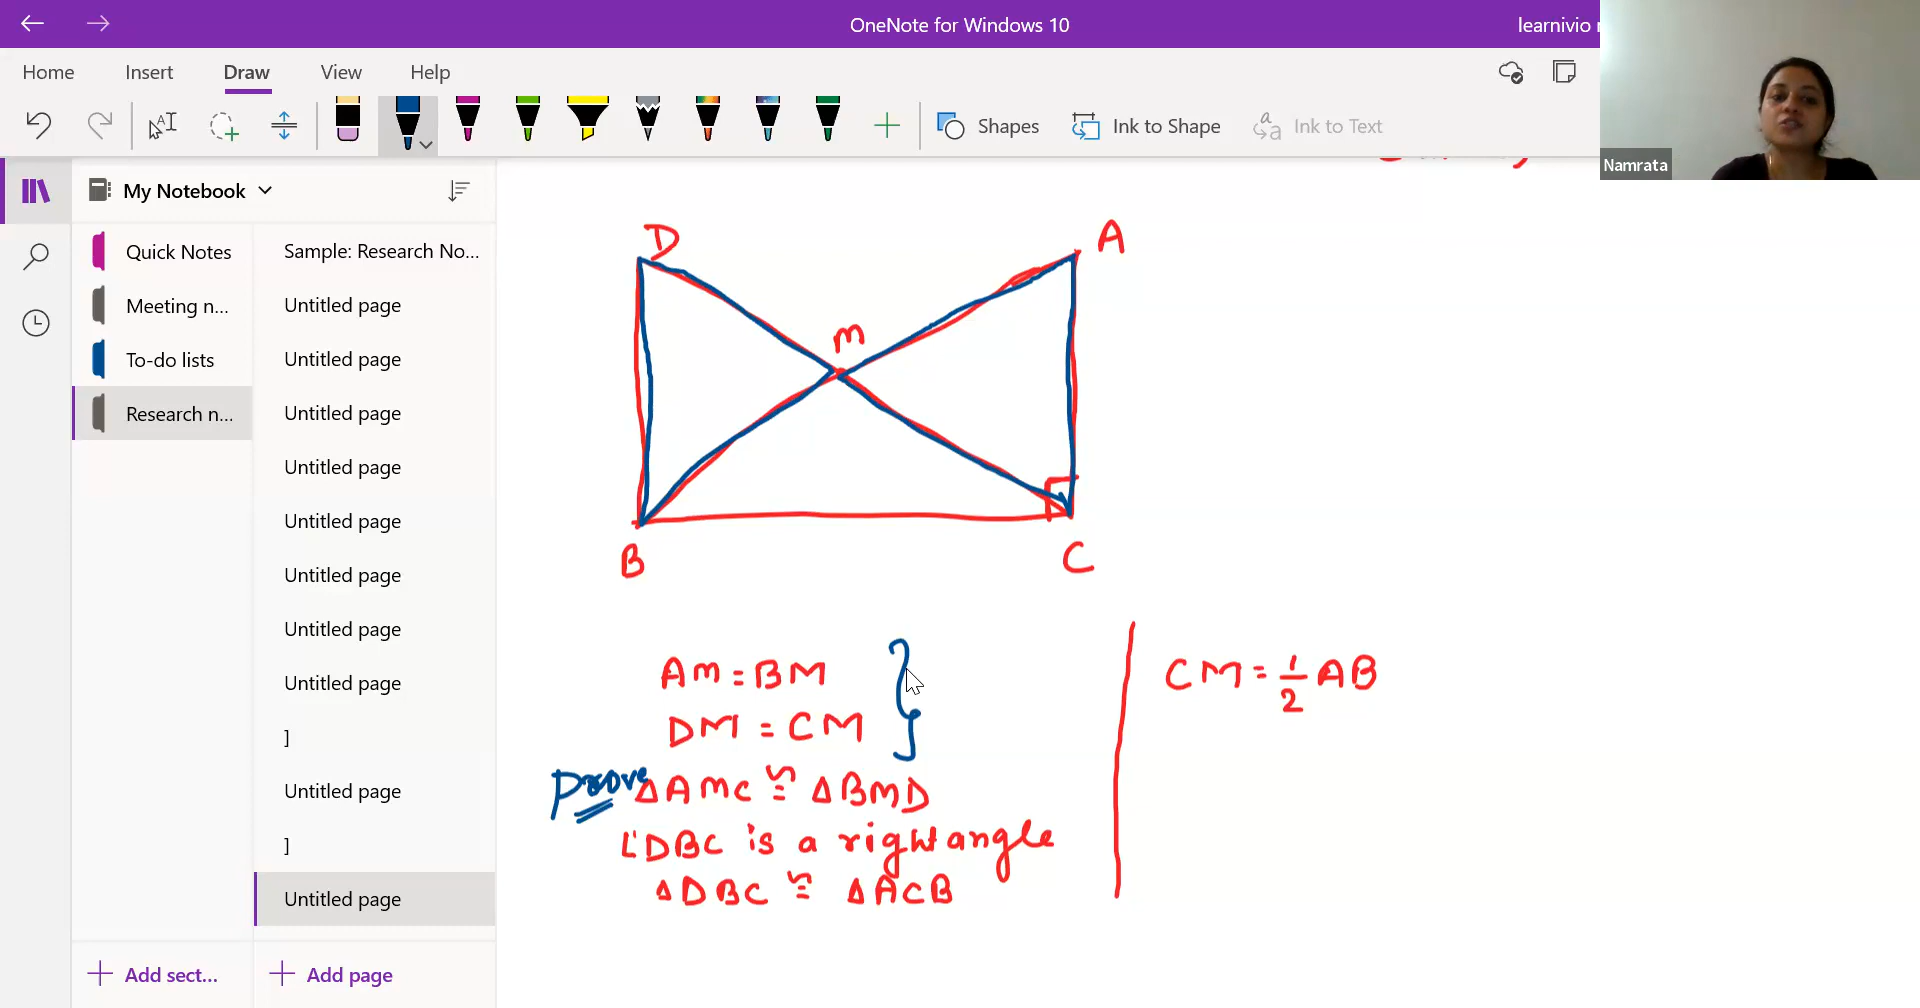 OneNote for Windows 10
learnivio
Home Insert Draw View Help
Shapes Ink to Shape Ink to Text
Namrata
My Notebook
Quick Notes
Meeting n...
To-do lists
Research n...
Sample: Research No...
Untitled page
Untitled page
Untitled page
Untitled page
Untitled page
Untitled page
Untitled page
Untitled page
]
Untitled page
]
Untitled page
Add sect...
Add page
D
A
M
B
C
AM = BM
DM = CM
Prove ΔAMC ≅ ΔBMD
∠DBC is a right angle
ΔDBC ≅ ΔACB
CM = 1/2 AB